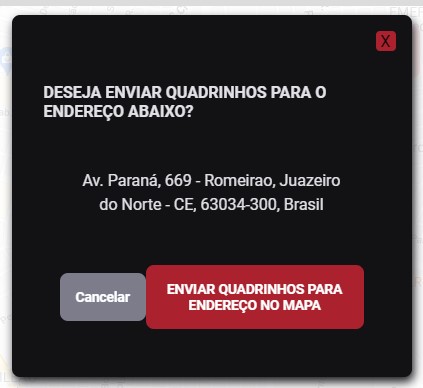 X
DESEJA ENVIAR QUADRINHOS PARA O
ENDEREÇO ABAIXO?
Av. Paraná, 669 - Romeirao, Juazeiro
do Norte - CE, 63034-300, Brasil
Cancelar
ENVIAR QUADRINHOS PARA
ENDEREÇO NO MAPA